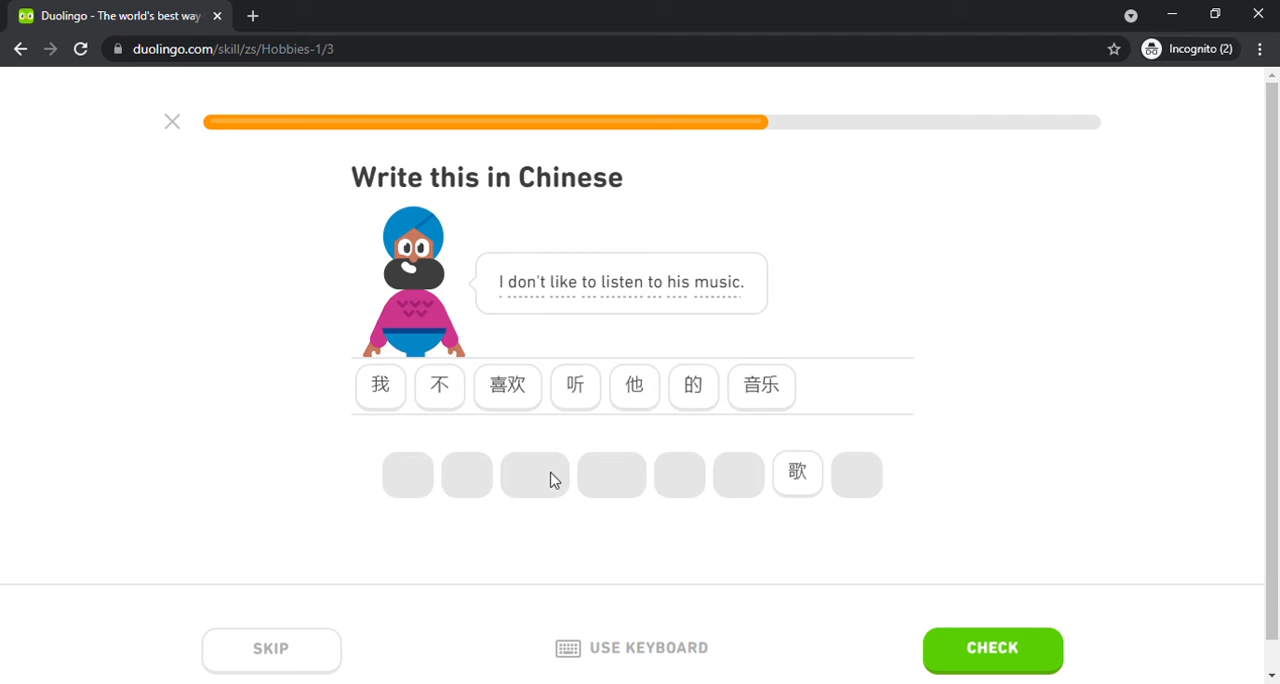 Duolingo - The world's best way
duolingo.com/skill/zs/Hobbies-1/3
Incognito (2)
Write this in Chinese
I don't like to listen to his music.
我 不 喜欢 听 他 的 音乐
歌
SKIP
USE KEYBOARD
CHECK